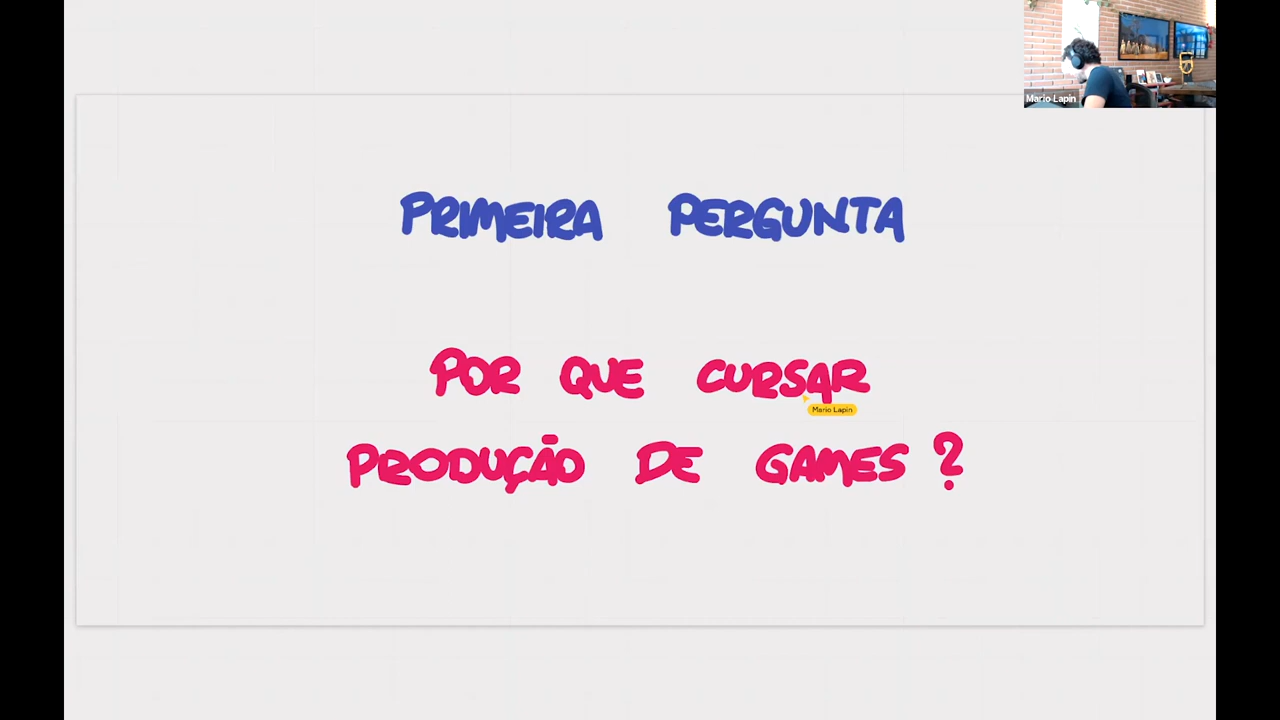 Mario Lapin
PRIMEIRA PERGUNTA
POR QUE CURSAR
Mario Lapin
PRODUÇÃO DE GAMES?